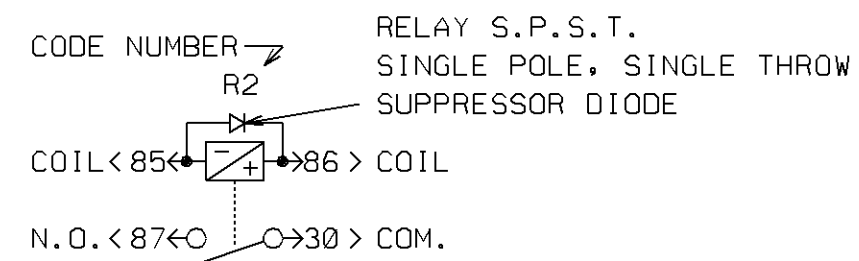 RELAY S.P.S.T.
CODE NUMBER
SINGLE POLE, SINGLE THROW
R2
SUPPRESSOR DIODE
COIL < 85 - + 86 > COIL
N.O. < 87 30 > COM.